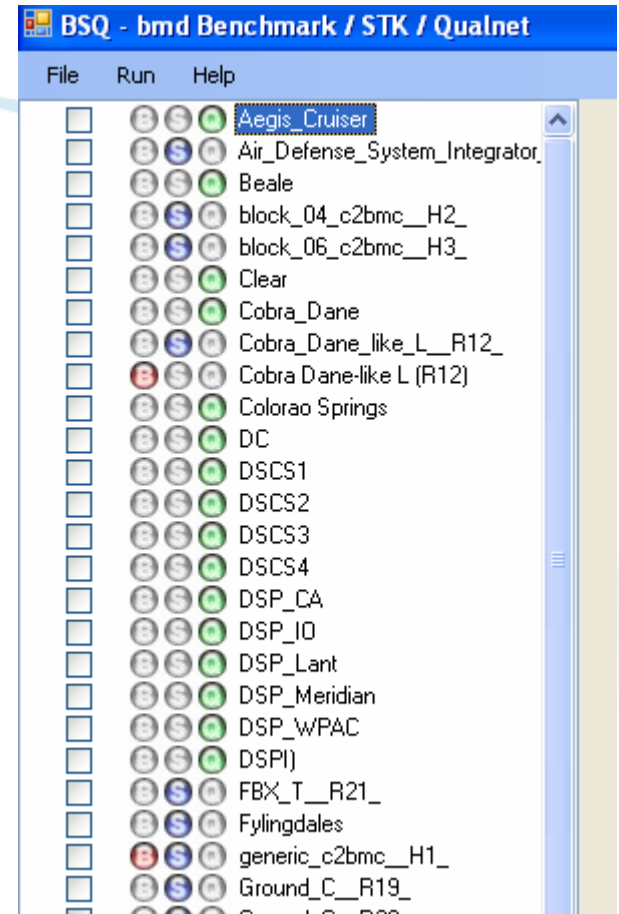 BSQ - bmd Benchmark / STK / Qualnet
File Run Help
B S Q Aegis_Cruiser
B S Q Air_Defense_System_Integrator_
B S Q Beale
B S Q block_04_c2bmc__H2_
B S Q block_06_c2bmc__H3_
B S Q Clear
B S Q Cobra_Dane
B S Q Cobra_Dane_like_L__R12_
B S Q Cobra Dane-like L (R12)
B S Q Colorao Springs
B S Q DC
B S Q DSCS1
B S Q DSCS2
B S Q DSCS3
B S Q DSCS4
B S Q DSP_CA
B S Q DSP_IO
B S Q DSP_Lant
B S Q DSP_Meridian
B S Q DSP_WPAC
B S Q DSPI)
B S Q FBX_T__R21_
B S Q Fylingdales
B S Q generic_c2bmc__H1_
B S Q Ground_C__R19_